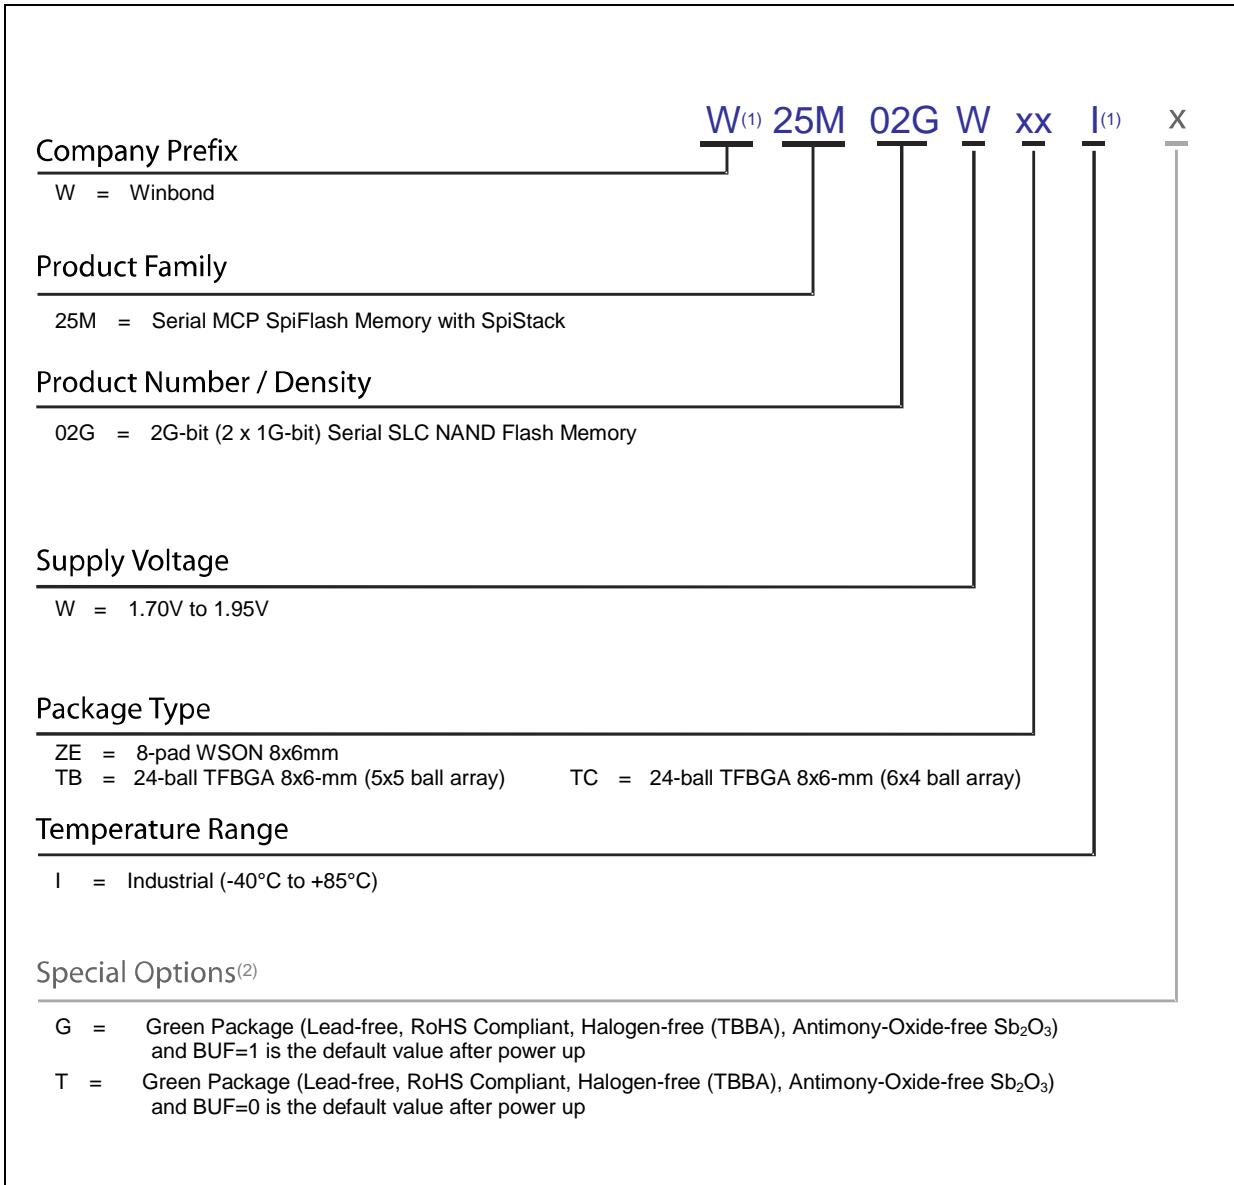 W(1) 25M 02G W xx I(1) x
Company Prefix
W = Winbond
Product Family
25M = Serial MCP SpiFlash Memory with SpiStack
Product Number / Density
02G = 2G-bit (2 x 1G-bit) Serial SLC NAND Flash Memory
Supply Voltage
W = 1.70V to 1.95V
Package Type
ZE = 8-pad WSON 8x6mm
TB = 24-ball TFBGA 8x6-mm (5x5 ball array) TC = 24-ball TFBGA 8x6-mm (6x4 ball array)
Temperature Range
I = Industrial (-40°C to +85°C)
Special Options(2)
G = Green Package (Lead-free, RoHS Compliant, Halogen-free (TBBA), Antimony-Oxide-free Sb₂O₃)
and BUF=1 is the default value after power up
T = Green Package (Lead-free, RoHS Compliant, Halogen-free (TBBA), Antimony-Oxide-free Sb₂O₃)
and BUF=0 is the default value after power up